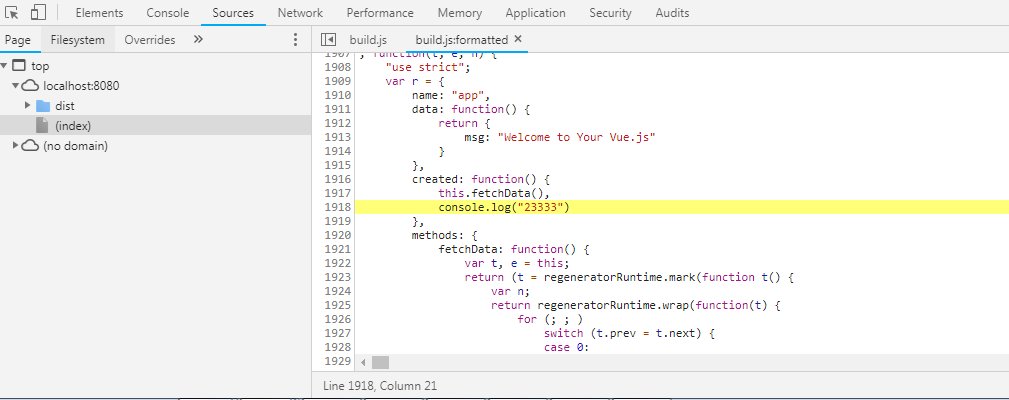 Elements Console Sources Network Performance Memory Application Security Audits
Page Filesystem Overrides »
build.js build.js:formatted ×
top
localhost:8080
dist
(index)
(no domain)
1907 , function(t, e, n) {
1908 "use strict";
1909 var r = {
1910 name: "app",
1911 data: function() {
1912 return {
1913 msg: "Welcome to Your Vue.js"
1914 }
1915 },
1916 created: function() {
1917 this.fetchData(),
1918 console.log("23333")
1919 },
1920 methods: {
1921 fetchData: function() {
1922 var t, e = this;
1923 return (t = regeneratorRuntime.mark(function t() {
1924 var n;
1925 return regeneratorRuntime.wrap(function(t) {
1926 for (; ; )
1927 switch (t.prev = t.next) {
1928 case 0:
1929
Line 1918, Column 21